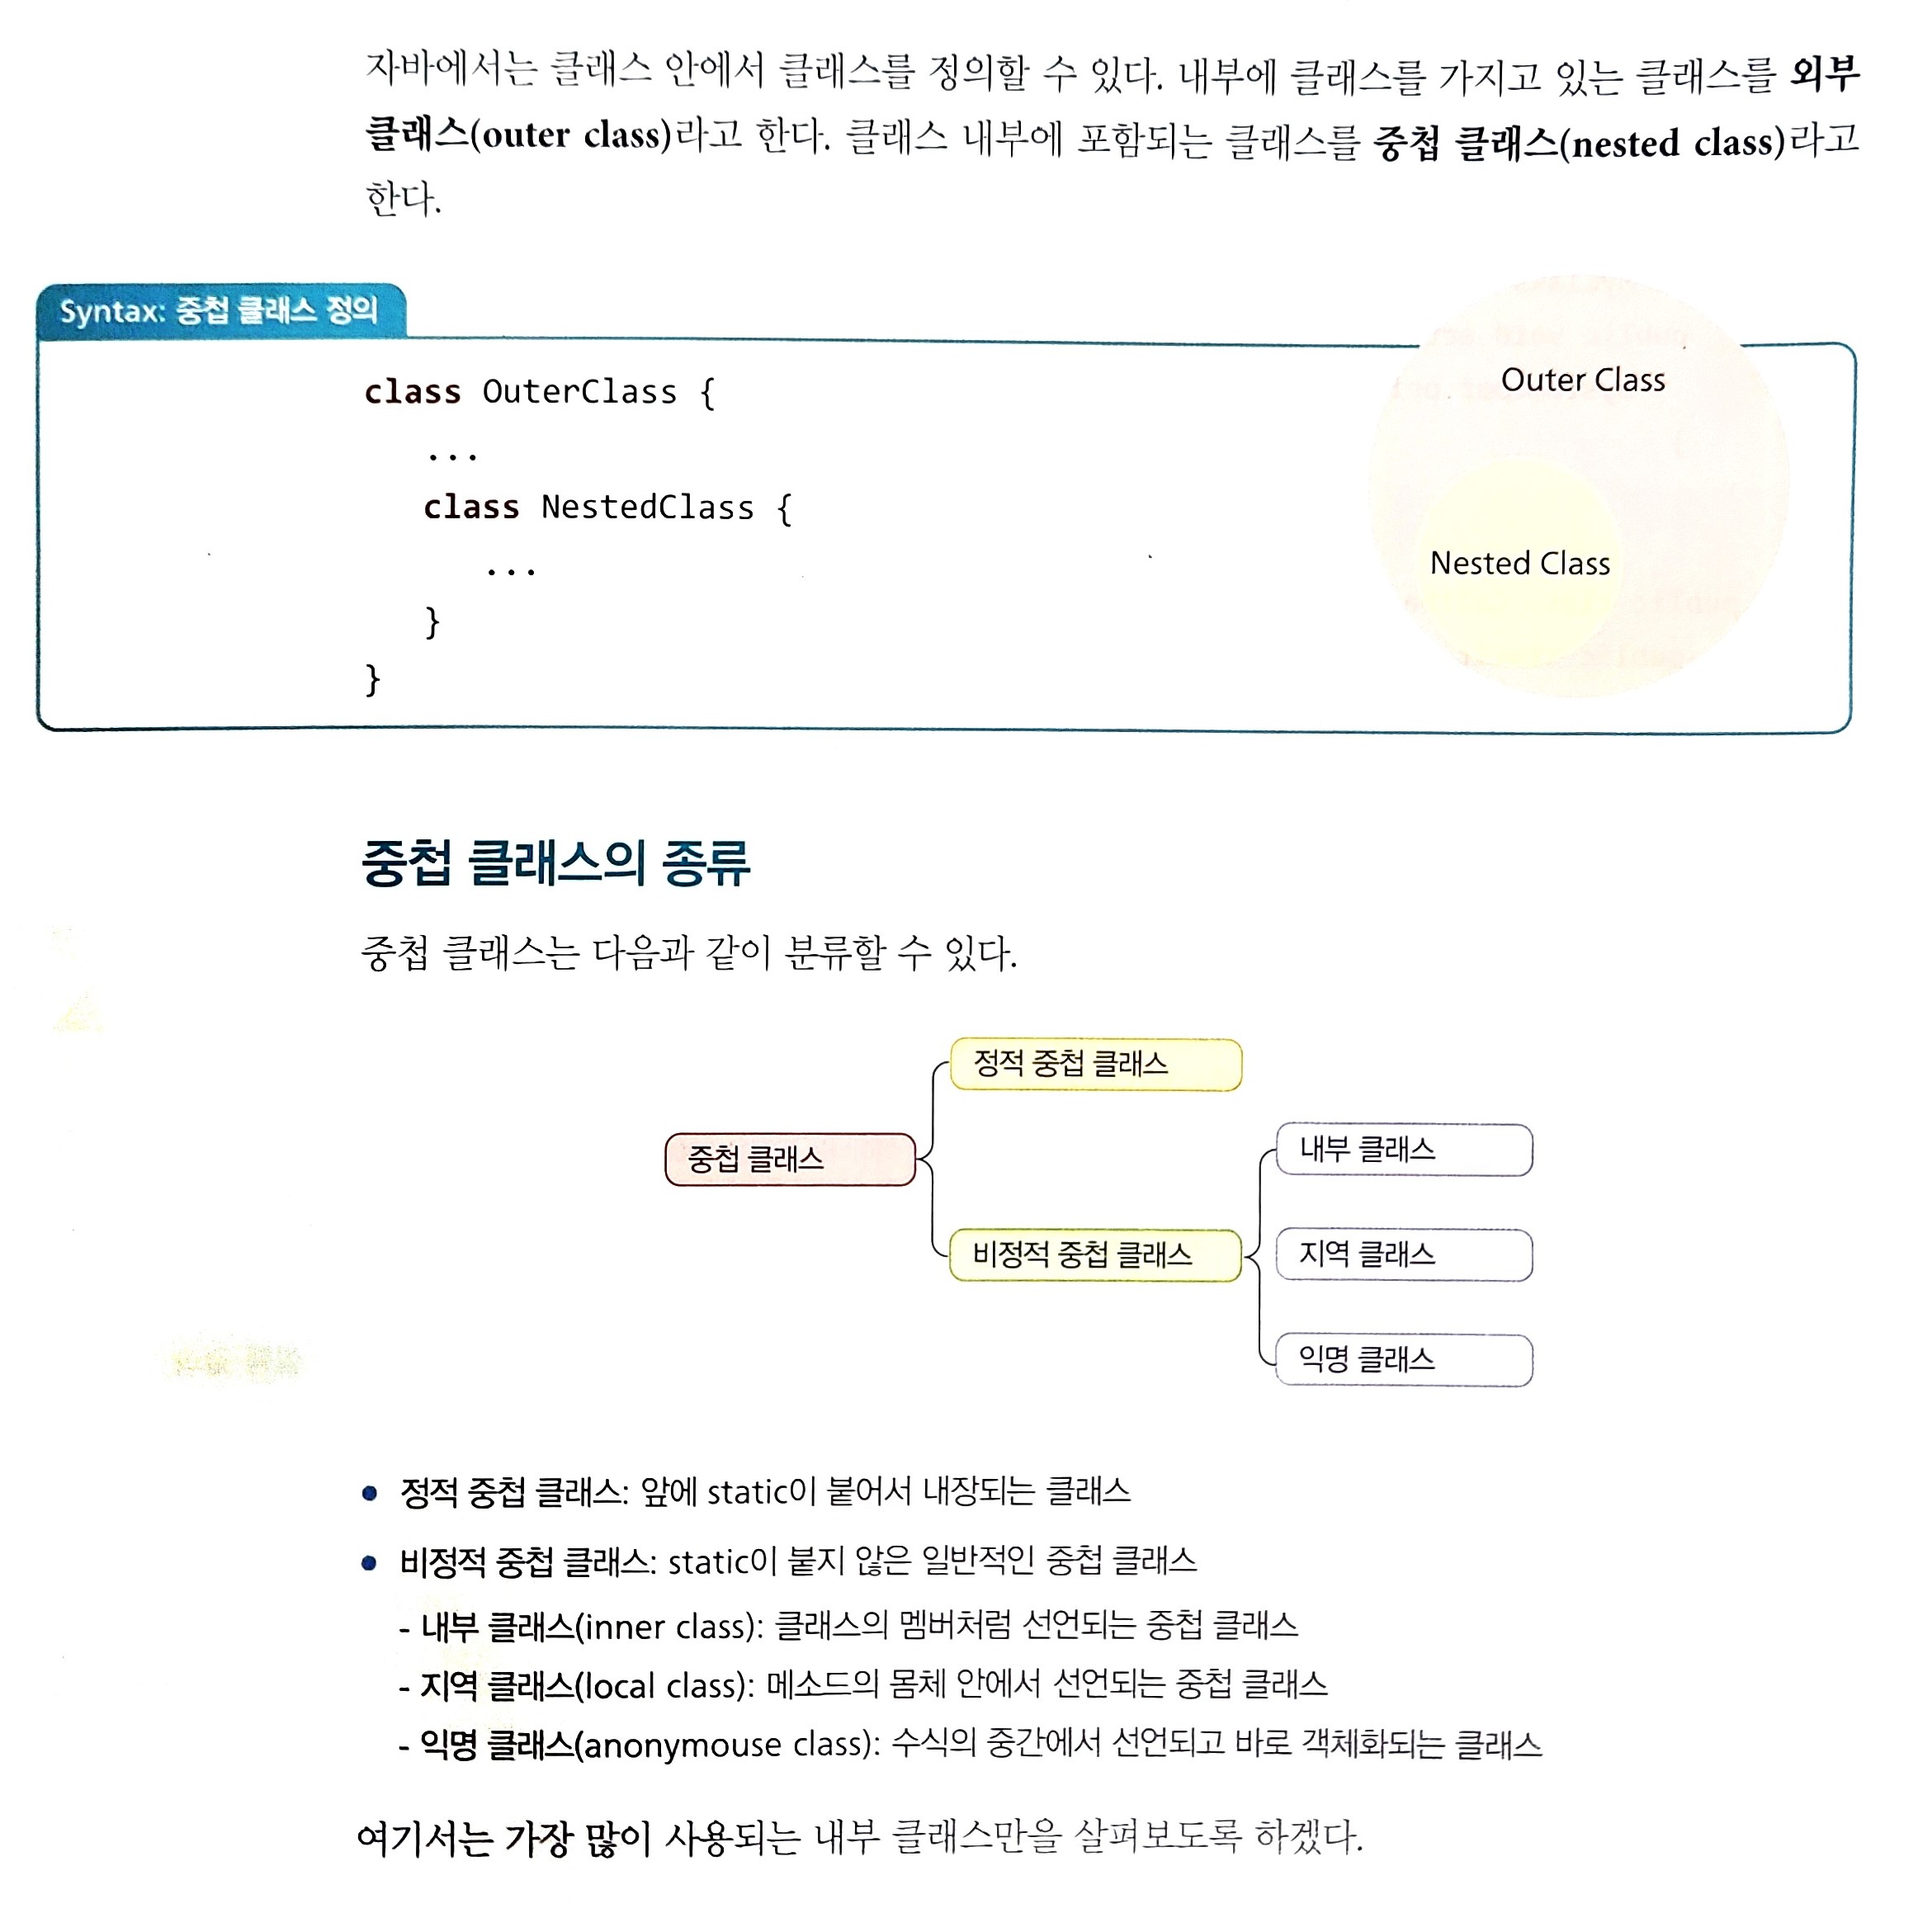 자바에서는 클래스 안에서 클래스를 정의할 수 있다. 내부에 클래스를 가지고 있는 클래스를 외부
클래스(outer class)라고 한다. 클래스 내부에 포함되는 클래스를 중첩 클래스(nested class)라고
한다.
Syntax: 중첩 클래스 정의
class OuterClass {
...
class NestedClass {
...
}
}
Outer Class
Nested Class
중첩 클래스의 종류
중첩 클래스는 다음과 같이 분류할 수 있다.
정적 중첩 클래스
중첩 클래스
내부 클래스
비정적 중첩 클래스
지역 클래스
익명 클래스
• 정적 중첩 클래스: 앞에 static이 붙어서 내장되는 클래스
• 비정적 중첩 클래스: static이 붙지 않은 일반적인 중첩 클래스
- 내부 클래스(inner class): 클래스의 멤버처럼 선언되는 중첩 클래스
- 지역 클래스(local class): 메소드의 몸체 안에서 선언되는 중첩 클래스
- 익명 클래스(anonymouse class): 수식의 중간에서 선언되고 바로 객체화되는 클래스
여기서는 가장 많이 사용되는 내부 클래스만을 살펴보도록 하겠다.